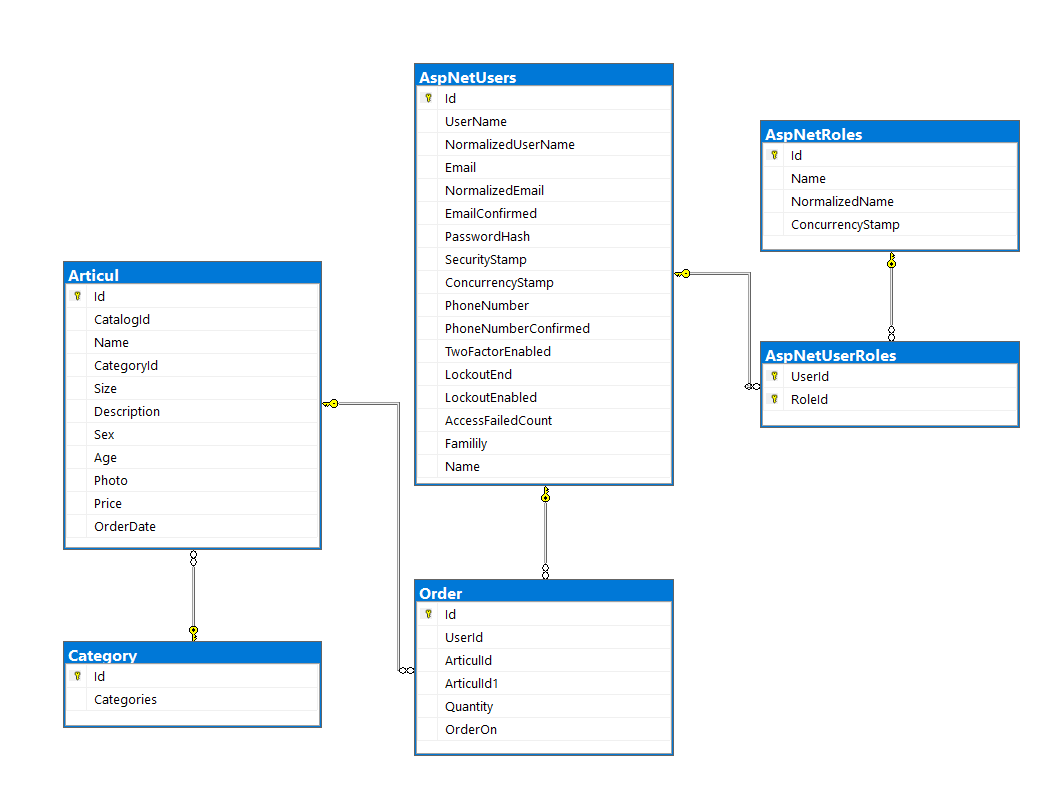 AspNetUsers
Id
UserName
NormalizedUserName
Email
NormalizedEmail
EmailConfirmed
PasswordHash
SecurityStamp
ConcurrencyStamp
PhoneNumber
PhoneNumberConfirmed
TwoFactorEnabled
LockoutEnd
LockoutEnabled
AccessFailedCount
Familily
Name
AspNetRoles
Id
Name
NormalizedName
ConcurrencyStamp
Articul
Id
CatalogId
Name
CategoryId
Size
Description
Sex
Age
Photo
Price
OrderDate
AspNetUserRoles
UserId
RoleId
Order
Id
UserId
ArticulId
ArticulId1
Quantity
OrderOn
Category
Id
Categories